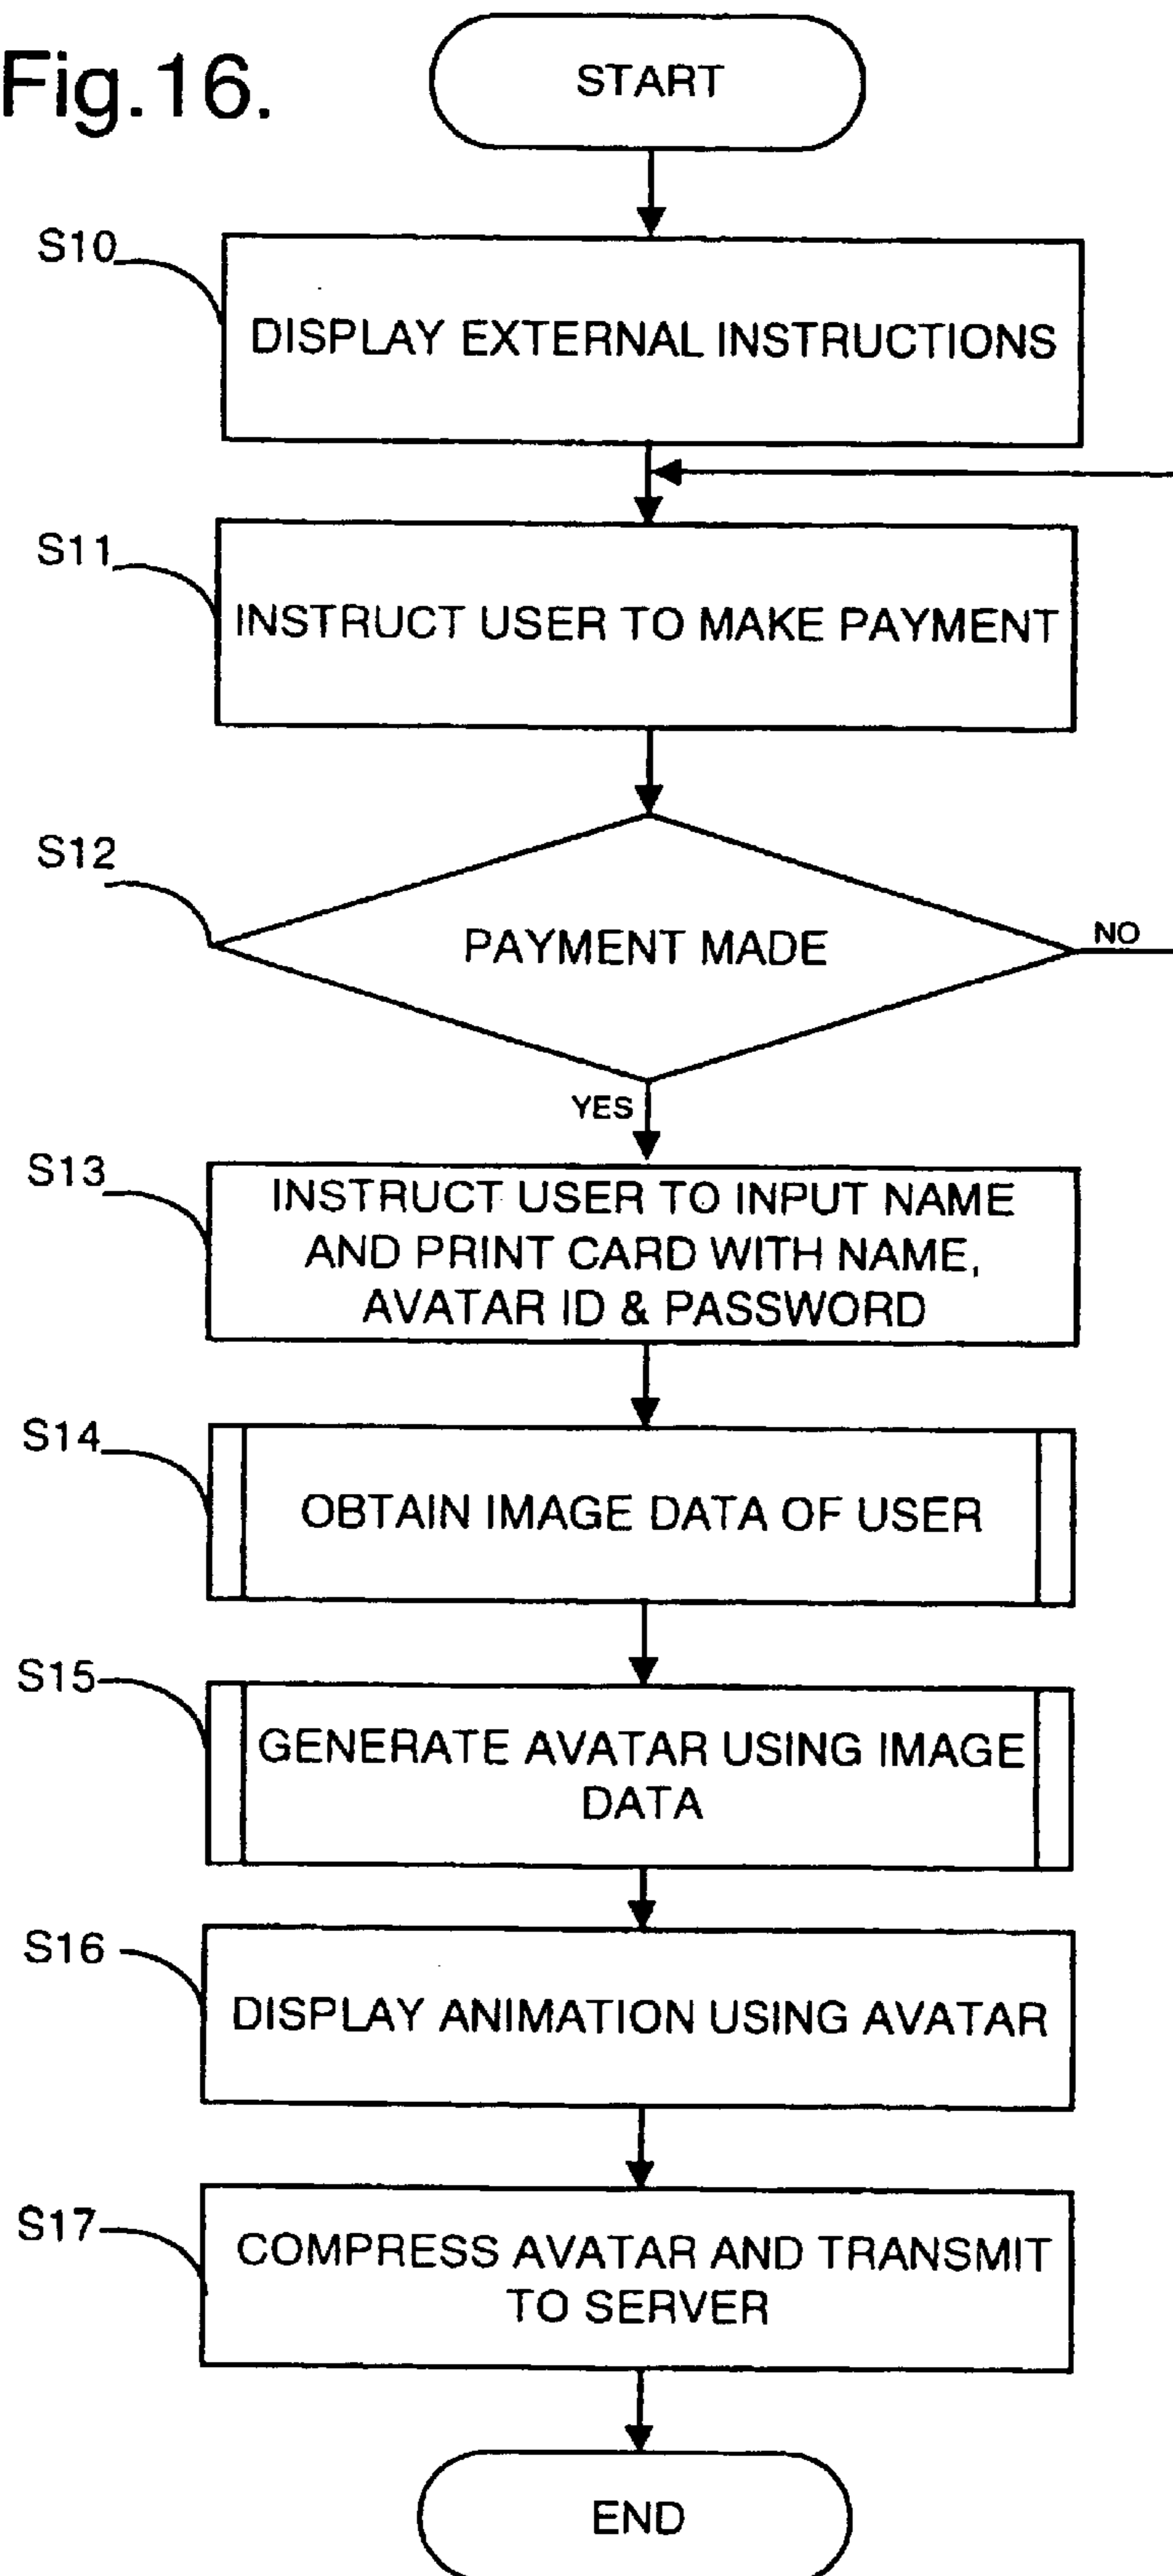 Fig.16.
START
S10
DISPLAY EXTERNAL INSTRUCTIONS
S11
INSTRUCT USER TO MAKE PAYMENT
S12
PAYMENT MADE
NO
YES
S13
INSTRUCT USER TO INPUT NAME
AND PRINT CARD WITH NAME,
AVATAR ID & PASSWORD
S14
OBTAIN IMAGE DATA OF USER
S15
GENERATE AVATAR USING IMAGE
DATA
S16
DISPLAY ANIMATION USING AVATAR
S17
COMPRESS AVATAR AND TRANSMIT
TO SERVER
END